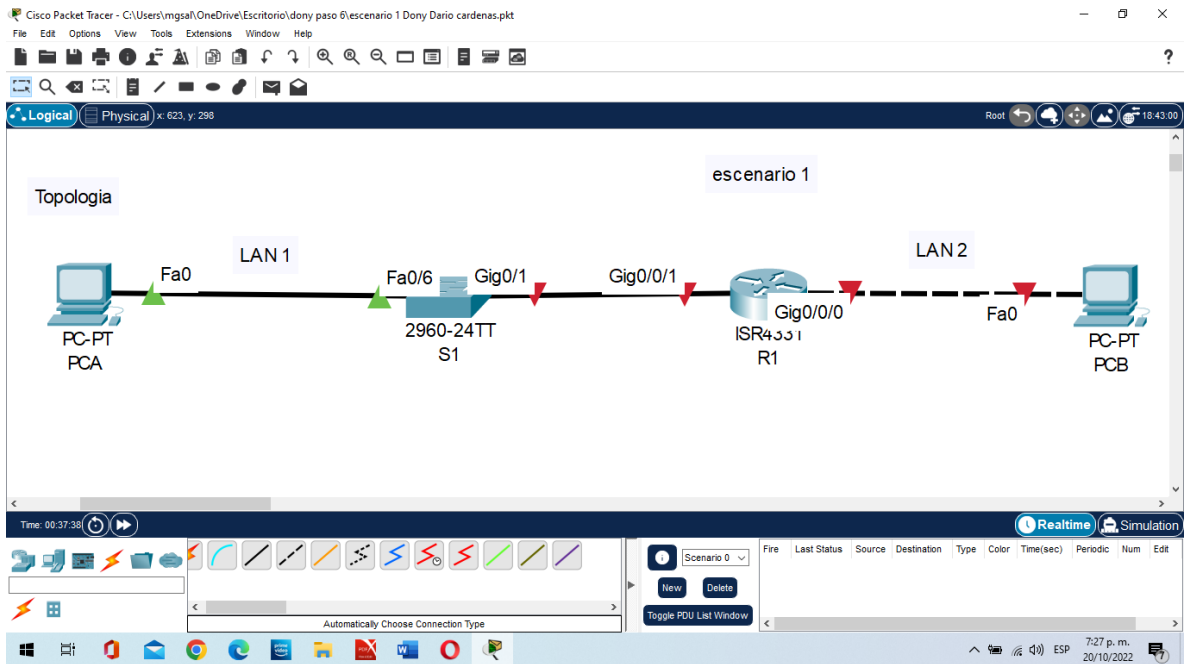 Cisco Packet Tracer - C:\Users\mgsal\OneDrive\Escritorio\dony paso 6\escenario 1 Dony Dario cardenas.pkt
File Edit Options View Tools Extensions Window Help
?
Logical Physical x: 623, y: 298 Root 18:43:00
escenario 1
Topologia
LAN 1
LAN 2
Fa0
Fa0/6
Gig0/1
Gig0/0/1
Gig0/0/0
Fa0
PC-PT
PCA
2960-24TT
S1
ISR4331
R1
PC-PT
PCB
Time: 00:37:38 Realtime Simulation
Scenario 0
New Delete
Toggle PDU List Window
Fire Last Status Source Destination Type Color Time(sec) Periodic Num Edit
Automatically Choose Connection Type
ESP
7:27 p. m.
20/10/2022